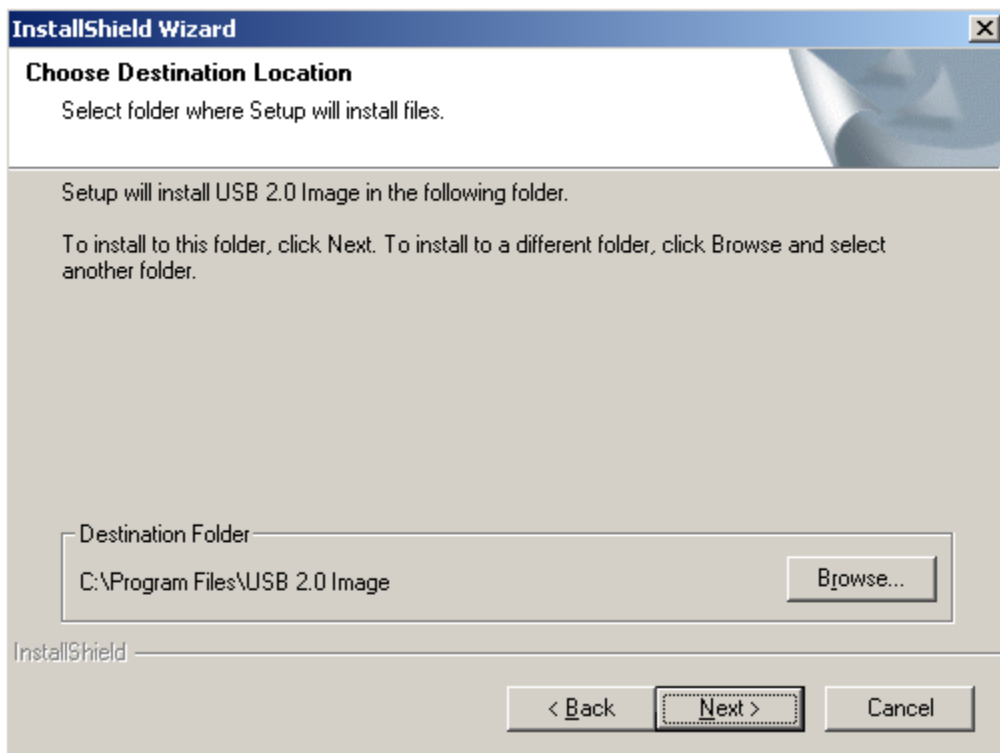 InstallShield Wizard
Choose Destination Location
Select folder where Setup will install files.
Setup will install USB 2.0 Image in the following folder.
To install to this folder, click Next. To install to a different folder, click Browse and select
another folder.
Destination Folder
C:\Program Files\USB 2.0 Image
Browse...
InstallShield
< Back
Next >
Cancel